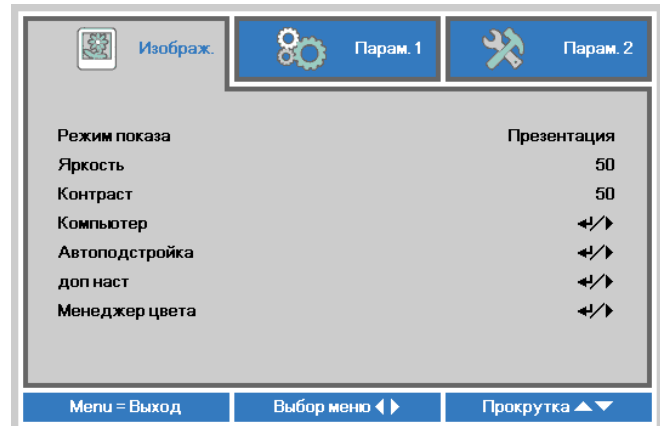 Изображ. Парам. 1 Парам. 2
Режим показа Презентация
Яркость 50
Контраст 50
Компьютер ↵/▶
Автоподстройка ↵/▶
доп наст ↵/▶
Менеджер цвета ↵/▶
Menu = Выход Выбор меню ◀▶ Прокрутка ▲▼